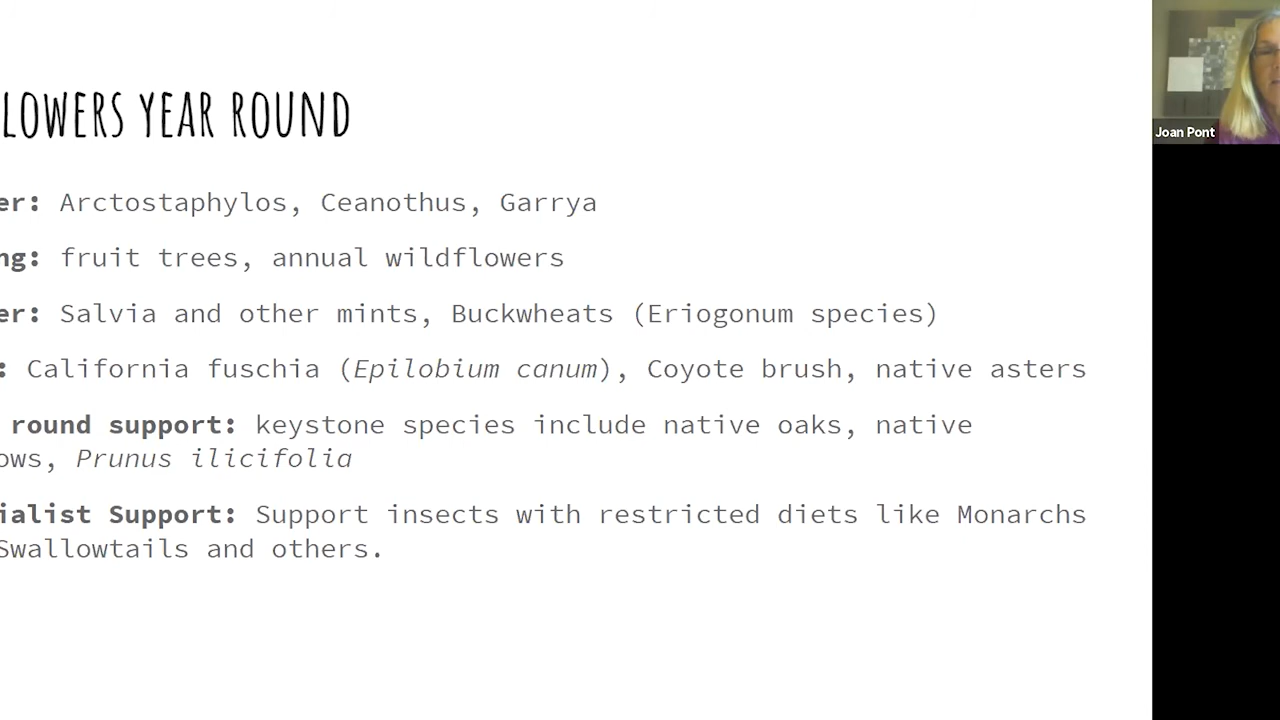 LOWERS YEAR ROUND
Joan Pont
er: Arctostaphylos, Ceanothus, Garrya
ng: fruit trees, annual wildflowers
er: Salvia and other mints, Buckwheats (Eriogonum species)
: California fuschia (Epilobium canum), Coyote brush, native asters
round support: keystone species include native oaks, native
ows, Prunus ilicifolia
ialist Support: Support insects with restricted diets like Monarchs
Swallowtails and others.